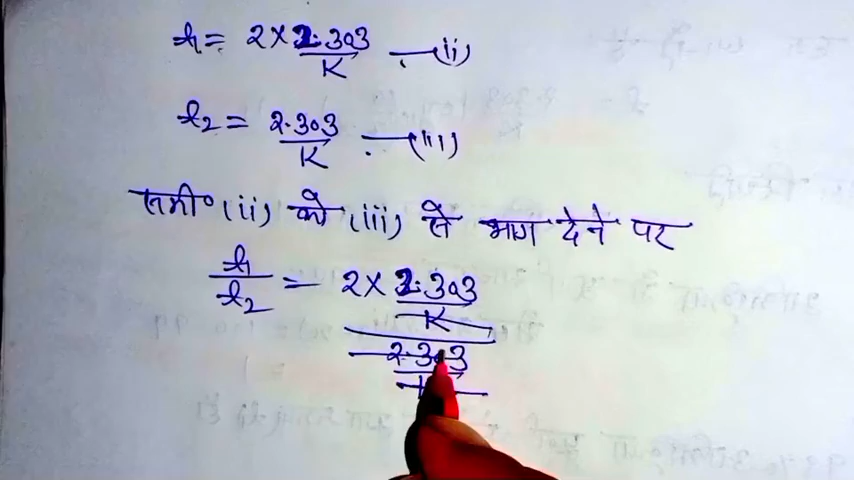 t₁ = 2 × 2.303 / K —(ii)
t₂ = 2.303 / K —(iii)
समी० (ii) को (iii) से भाग देने पर
t₁ / t₂ = 2 × 2.303 / K
2.303